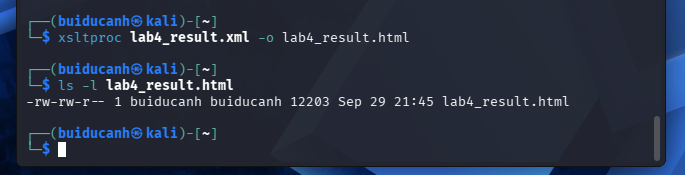 ┌──(buiducanh㉿kali)-[~]
└─$ xsltproc lab4_result.xml -o lab4_result.html
┌──(buiducanh㉿kali)-[~]
└─$ ls -l lab4_result.html
-rw-rw-r-- 1 buiducanh buiducanh 12203 Sep 29 21:45 lab4_result.html
┌──(buiducanh㉿kali)-[~]
└─$